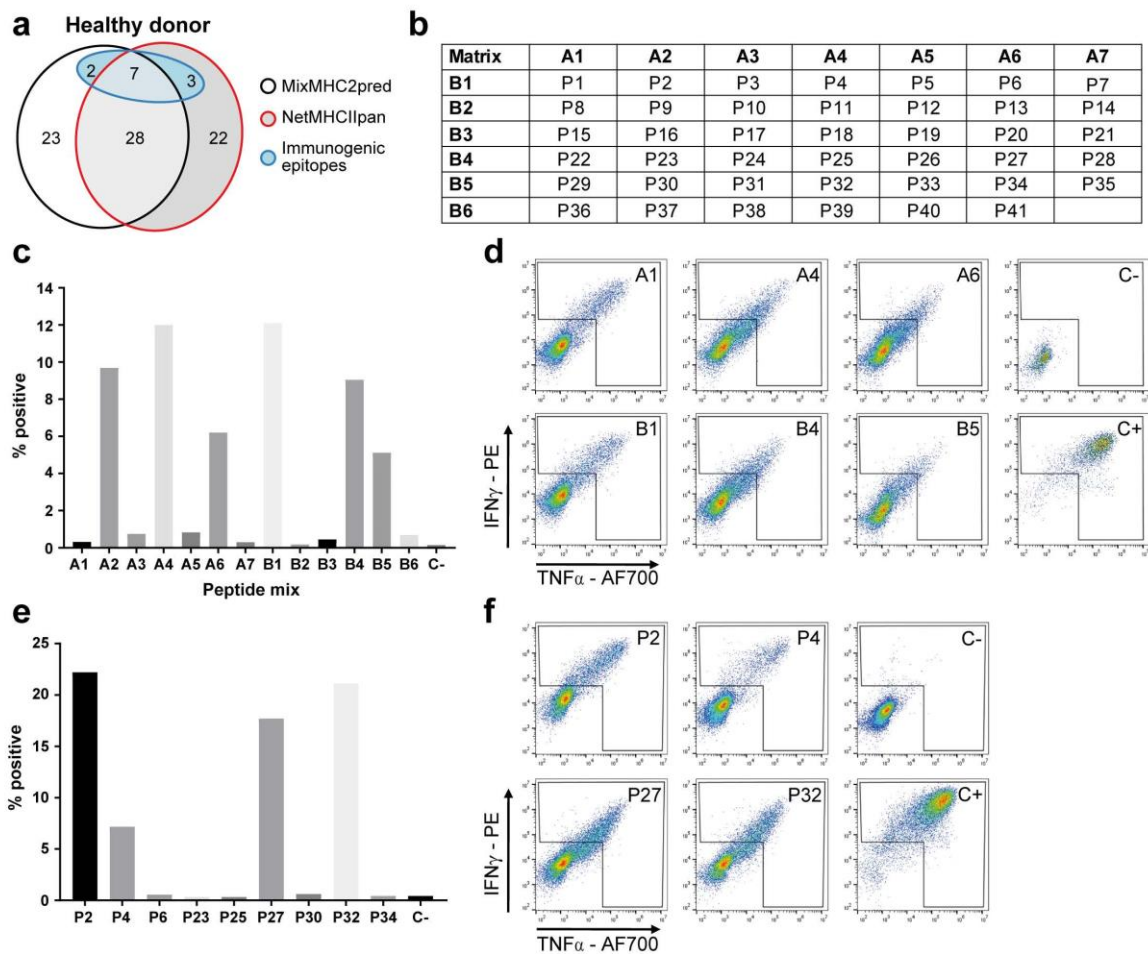 a
Healthy donor
2 7 3
23 28 22
MixMHC2pred
NetMHCIIpan
Immunogenic
epitopes
b
Matrix A1 A2 A3 A4 A5 A6 A7
B1 P1 P2 P3 P4 P5 P6 P7
B2 P8 P9 P10 P11 P12 P13 P14
B3 P15 P16 P17 P18 P19 P20 P21
B4 P22 P23 P24 P25 P26 P27 P28
B5 P29 P30 P31 P32 P33 P34 P35
B6 P36 P37 P38 P39 P40 P41
c
% positive
14
12
10
8
6
4
2
0
A1 A2 A3 A4 A5 A6 A7 B1 B2 B3 B4 B5 B6 C-
Peptide mix
d
A1 A4 A6 C-
B1 B4 B5 C+
IFNγ - PE
TNFα - AF700
e
% positive
25
20
15
10
5
0
P2 P4 P6 P23 P25 P27 P30 P32 P34 C-
f
P2 P4 C-
P27 P32 C+
IFNγ - PE
TNFα - AF700